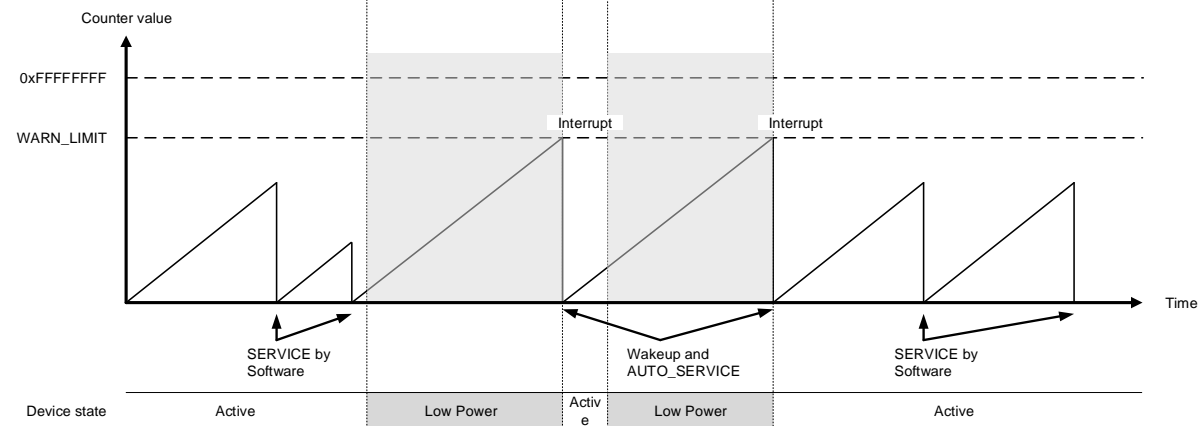 Counter value
0xFFFFFFFF
WARN_LIMIT
Interrupt
Interrupt
Time
SERVICE by
Software
Wakeup and
AUTO_SERVICE
SERVICE by
Software
Device state
Active
Low Power
Activ
e
Low Power
Active